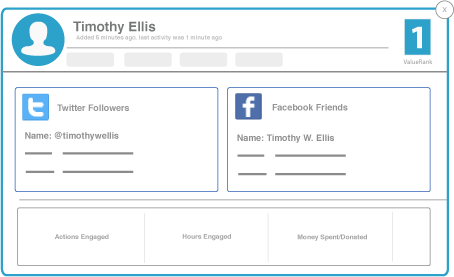 x
Timothy Ellis
Added 5 minutes ago, last activity was 1 minute ago
1
ValueRank
Twitter Followers
Name: @timothywellis
Facebook Friends
Name: Timothy W. Ellis
Actions Engaged
Hours Engaged
Money Spent/Donated